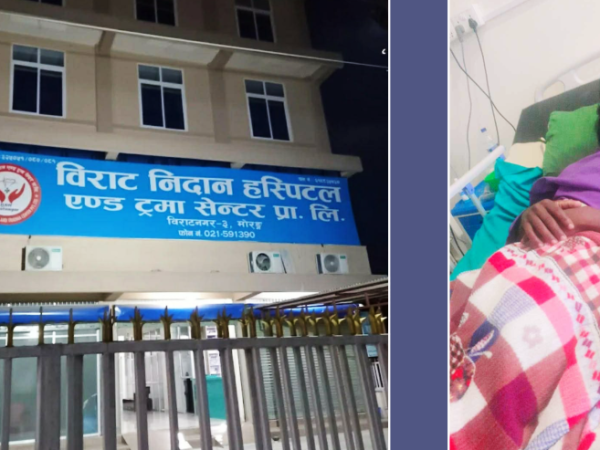 विराट निदान हस्पिटल
एण्ड ट्रमा सेन्टर प्रा. लि.
विराटनगर-३, मोरङ
फोन नं. 021-591390